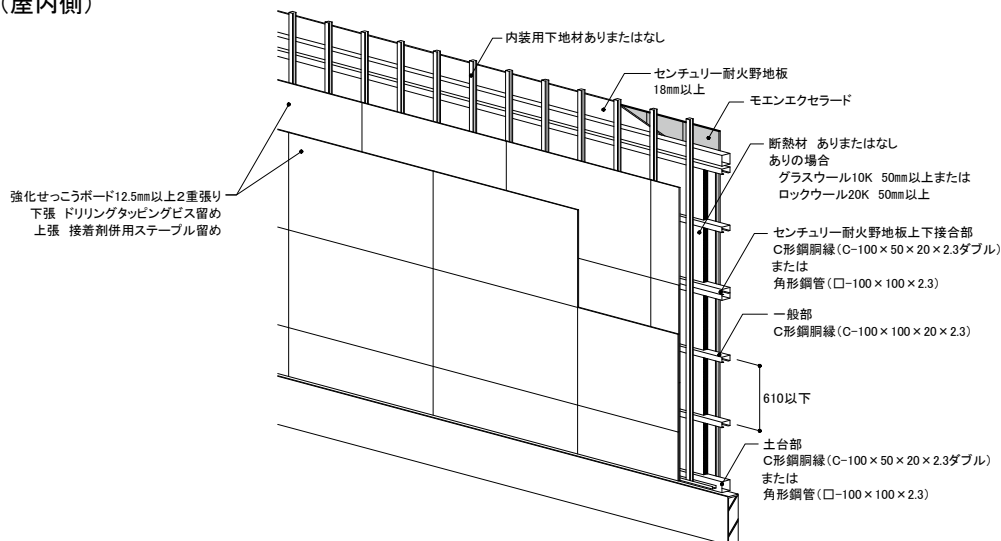 (屋内側)
内装用下地材ありまたはなし
センチュリー耐火野地板
18mm以上
モエンエクセラード
断熱材 ありまたはなし
ありの場合
グラスウール10K 50mm以上または
ロックウール20K 50mm以上
強化せっこうボード12.5mm以上2重張り
下張 ドリリングタッピングビス留め
上張 接着剤併用ステープル留め
センチュリー耐火野地板上下接合部
C形鋼胴縁(C-100×50×20×2.3ダブル)
または
角形鋼管(□-100×100×2.3)
一般部
C形鋼胴縁(C-100×100×20×2.3)
610以下
土台部
C形鋼胴縁(C-100×50×20×2.3ダブル)
または
角形鋼管(□-100×100×2.3)